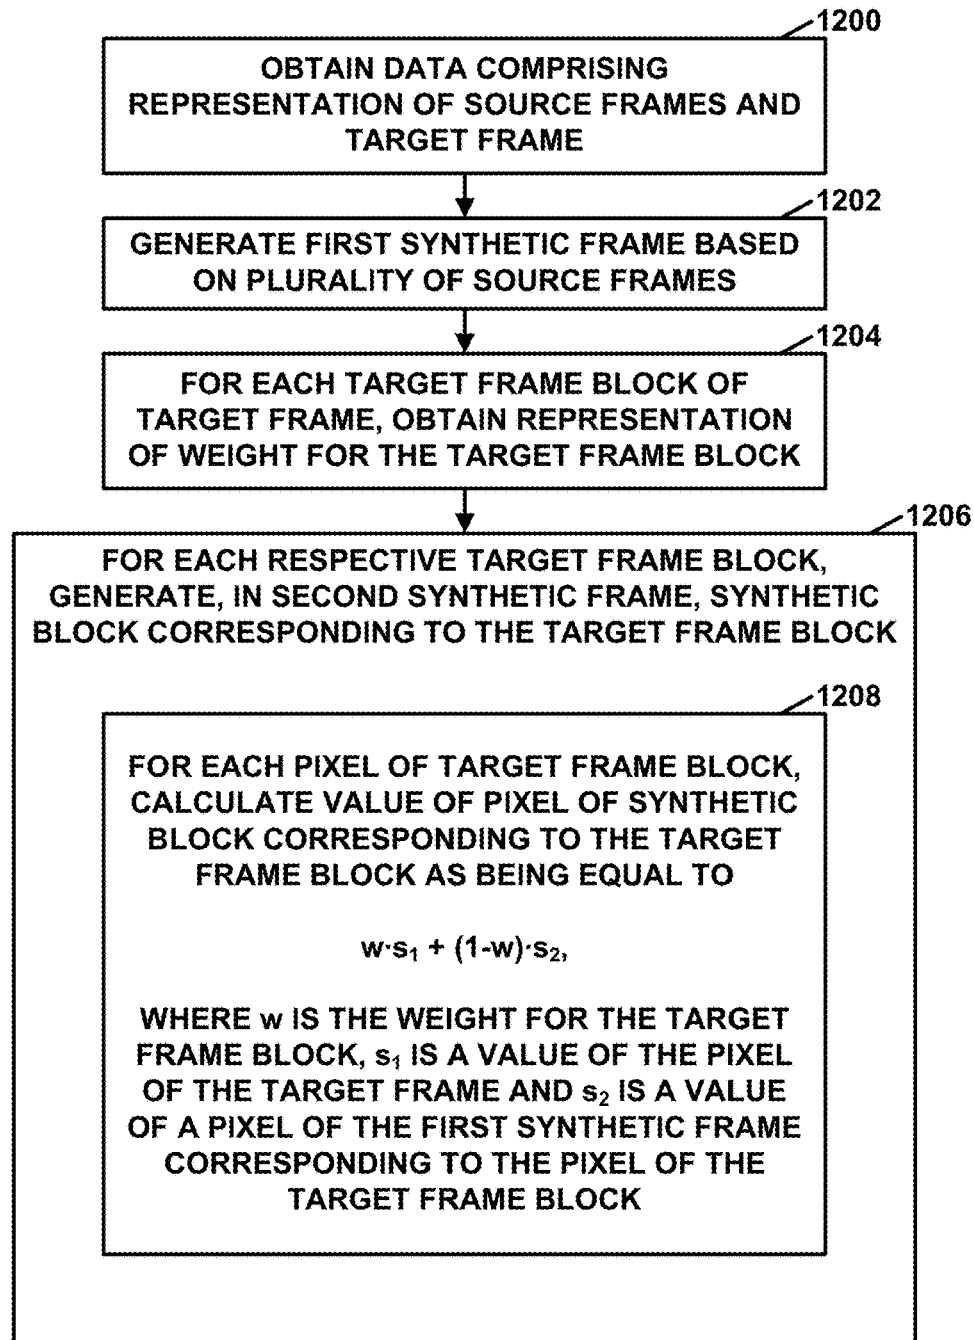 1200
OBTAIN DATA COMPRISING
REPRESENTATION OF SOURCE FRAMES AND
TARGET FRAME
1202
GENERATE FIRST SYNTHETIC FRAME BASED
ON PLURALITY OF SOURCE FRAMES
1204
FOR EACH TARGET FRAME BLOCK OF
TARGET FRAME, OBTAIN REPRESENTATION
OF WEIGHT FOR THE TARGET FRAME BLOCK
1206
FOR EACH RESPECTIVE TARGET FRAME BLOCK,
GENERATE, IN SECOND SYNTHETIC FRAME, SYNTHETIC
BLOCK CORRESPONDING TO THE TARGET FRAME BLOCK
1208
FOR EACH PIXEL OF TARGET FRAME BLOCK,
CALCULATE VALUE OF PIXEL OF SYNTHETIC
BLOCK CORRESPONDING TO THE TARGET
FRAME BLOCK AS BEING EQUAL TO
w·s₁ + (1-w)·s₂,
WHERE w IS THE WEIGHT FOR THE TARGET
FRAME BLOCK, s₁ IS A VALUE OF THE PIXEL
OF THE TARGET FRAME AND s₂ IS A VALUE
OF A PIXEL OF THE FIRST SYNTHETIC FRAME
CORRESPONDING TO THE PIXEL OF THE
TARGET FRAME BLOCK